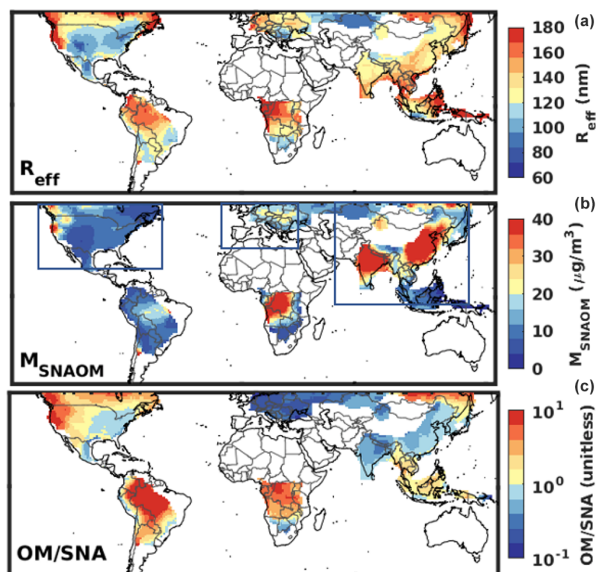 (a)
180
160
140
120
100
80
60
R_eff (nm)
R_eff
(b)
40
30
20
10
0
M_SNAOM (μg/m³)
M_SNAOM
(c)
10¹
10⁰
10⁻¹
OM/SNA (unitless)
OM/SNA